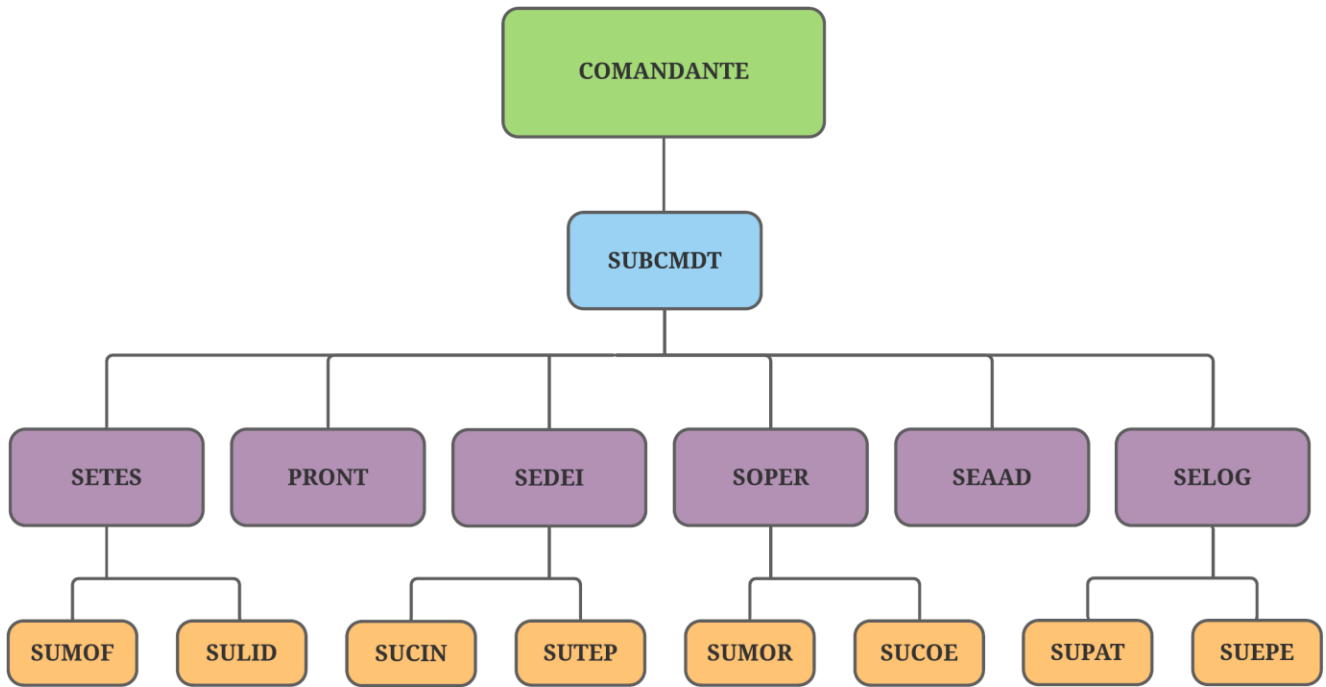 COMANDANTE
SUBCMDT
SETES
PRONT
SEDEI
SOPER
SEAAD
SELOG
SUMOF
SULID
SUCIN
SUTEP
SUMOR
SUCOE
SUPAT
SUEPE